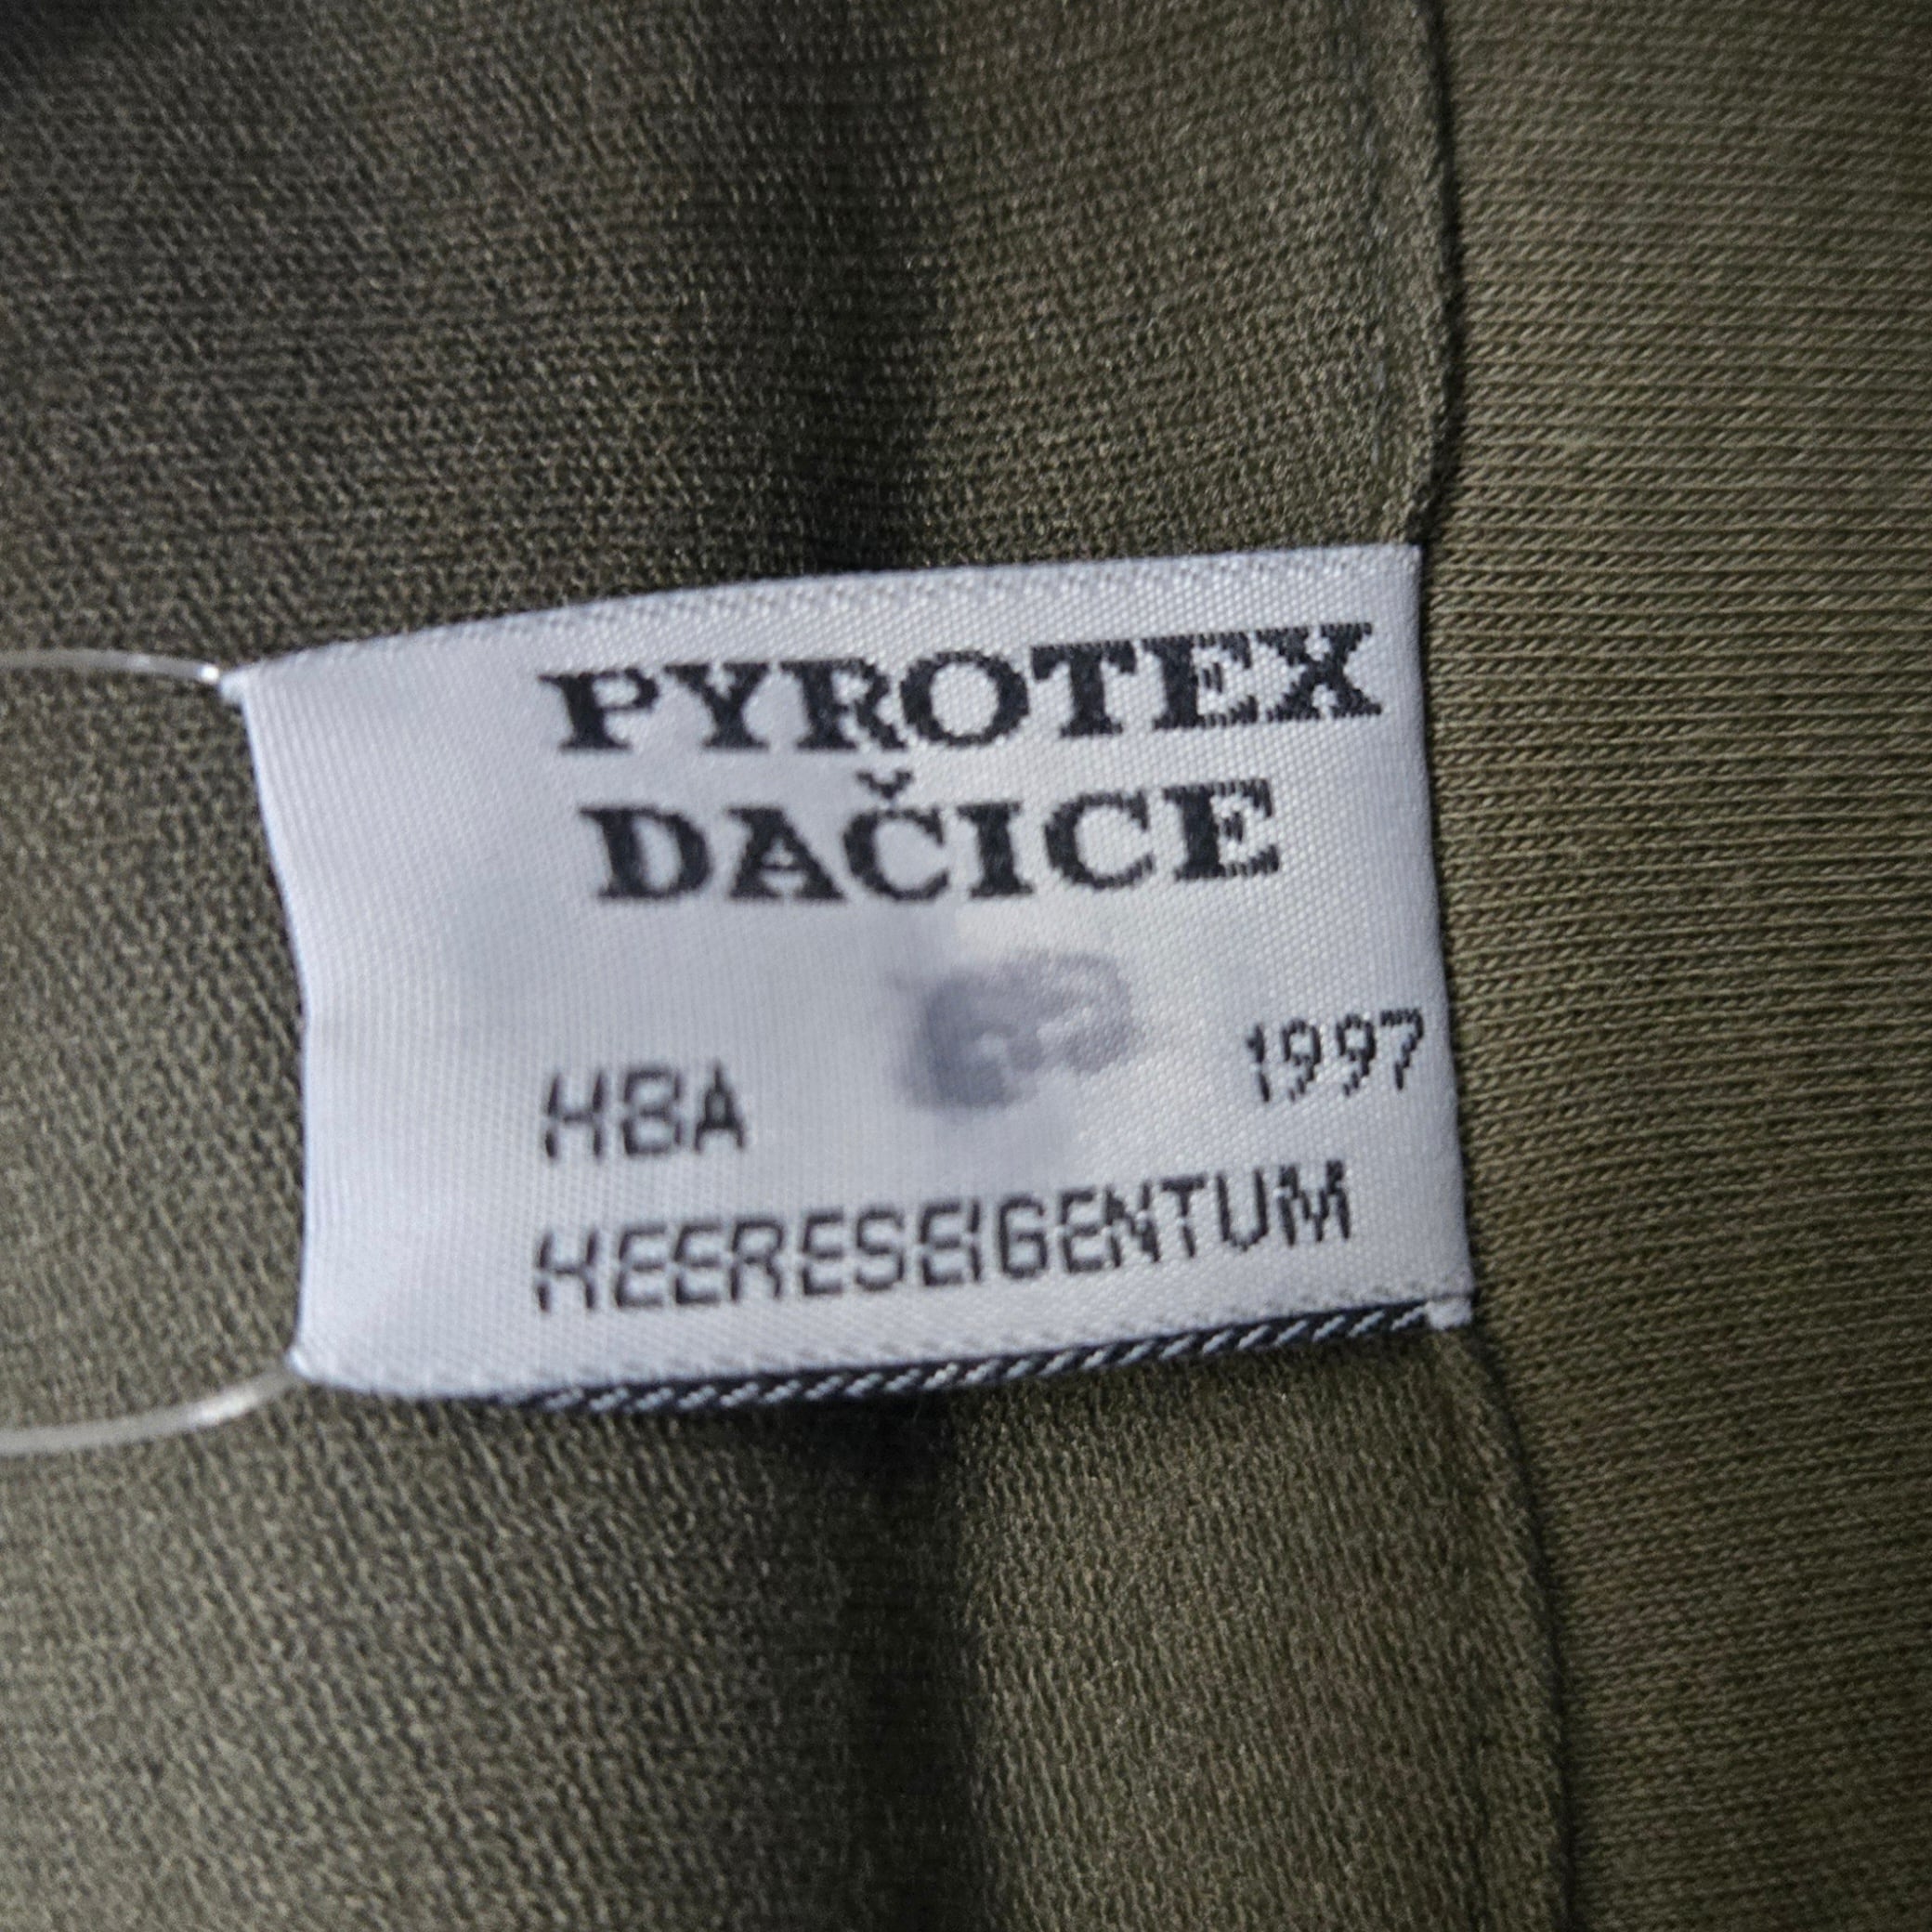 PYROTEX
DAČICE
HBA 1997
HEERESEIGENTUM